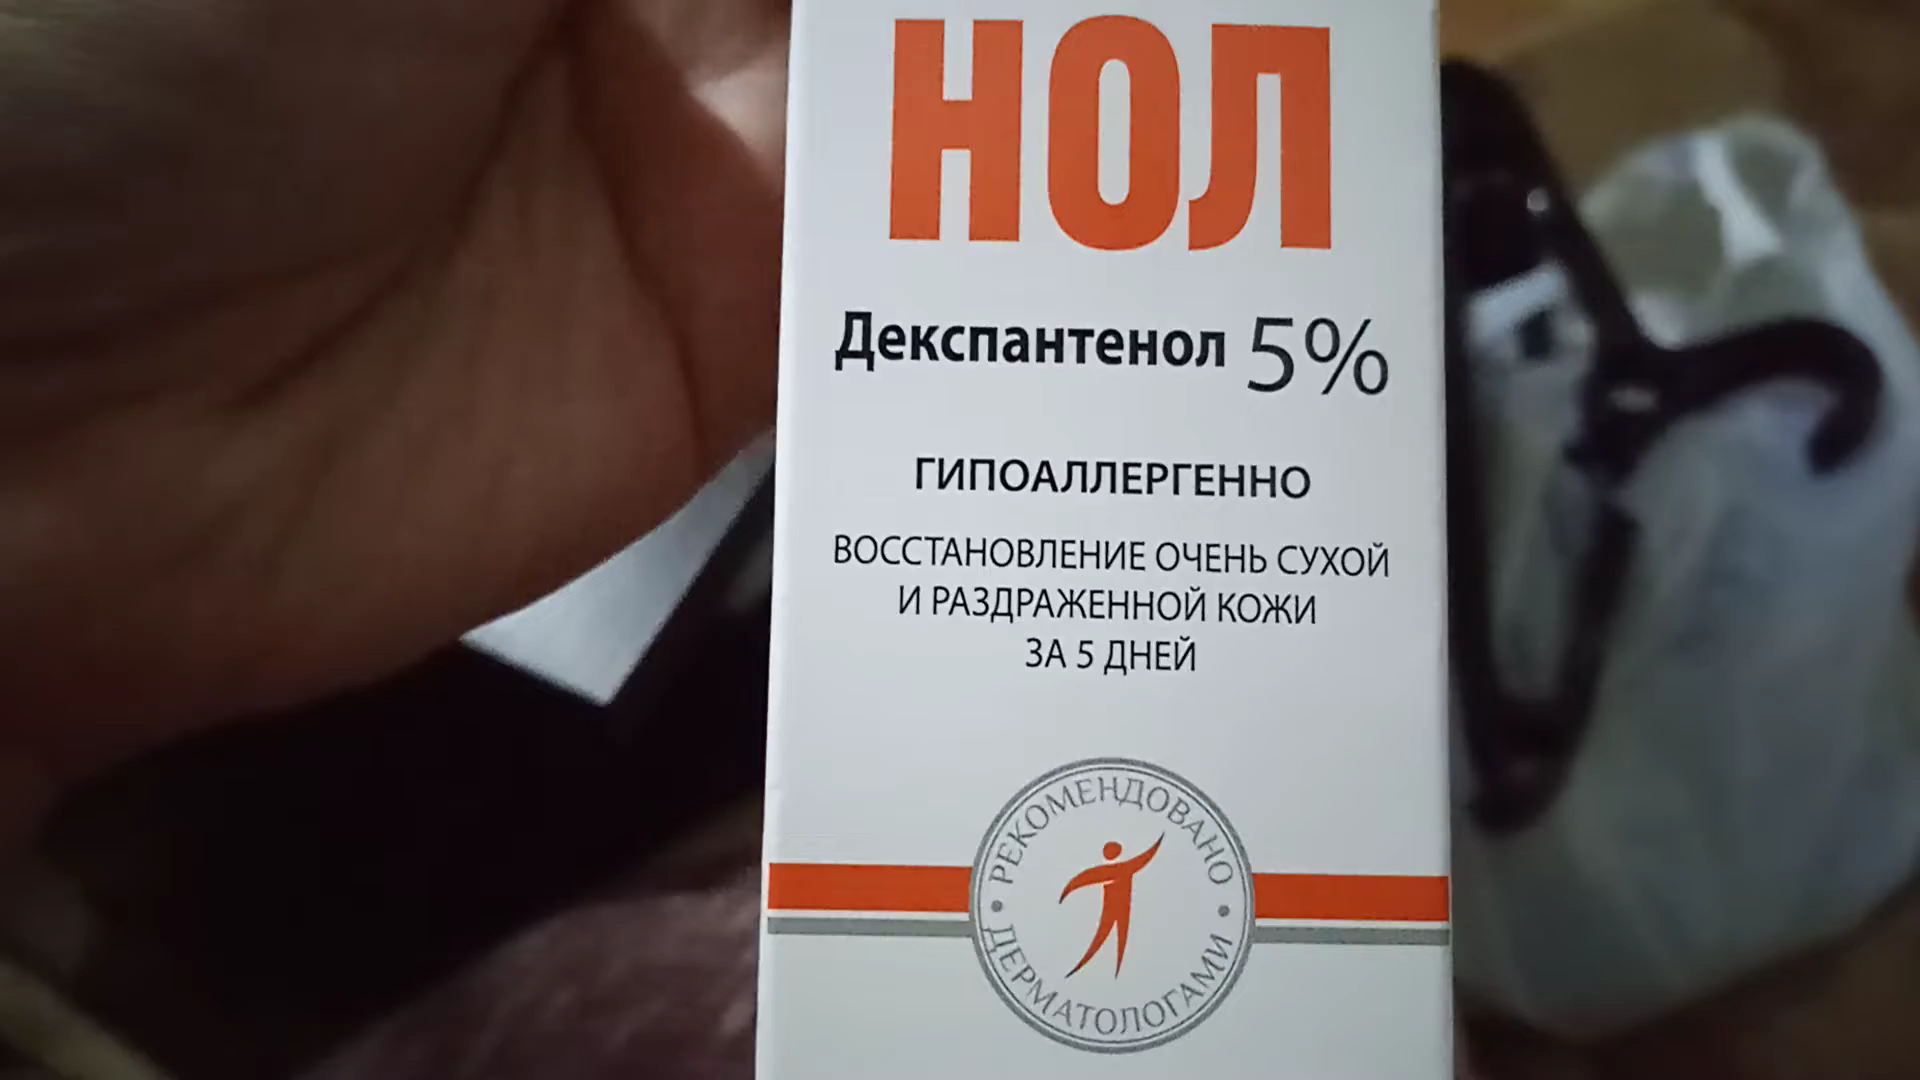 НОЛ
Декспантенол 5%
ГИПОАЛЛЕРГЕННО
ВОССТАНОВЛЕНИЕ ОЧЕНЬ СУХОЙ
И РАЗДРАЖЕННОЙ КОЖИ
ЗА 5 ДНЕЙ
РЕКОМЕНДОВАНО
ДЕРМАТОЛОГАМИ